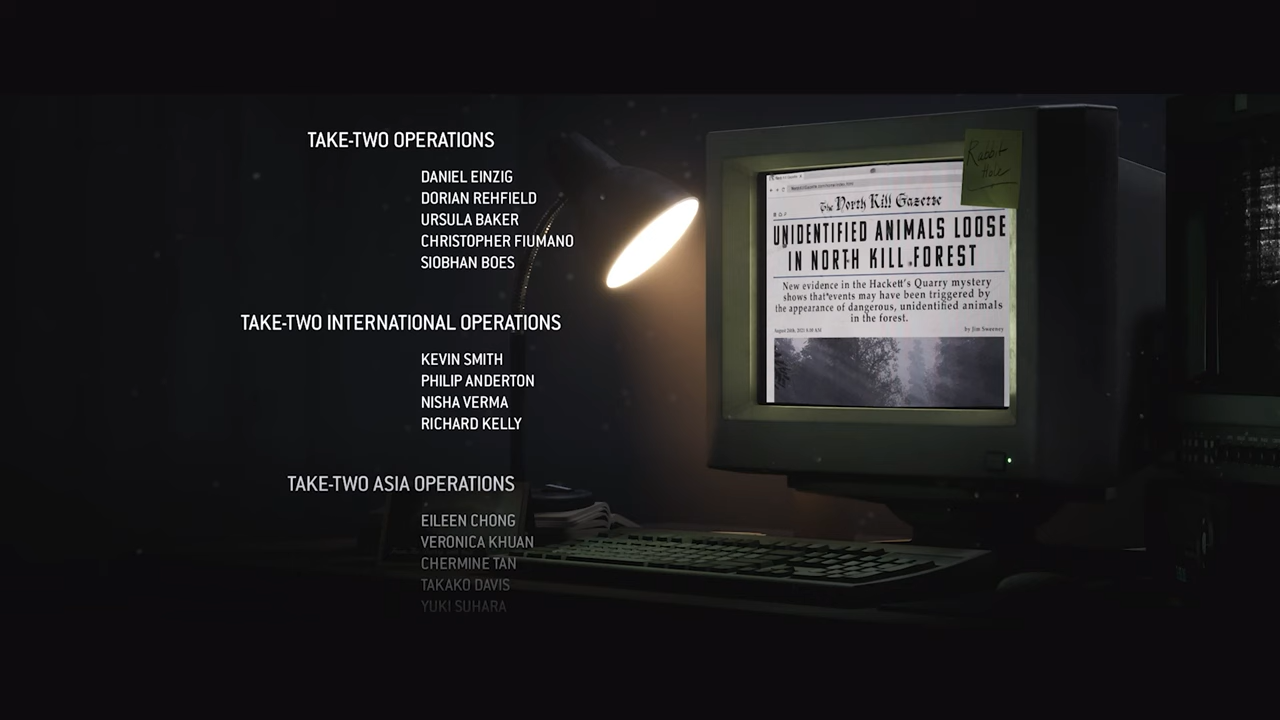 TAKE-TWO OPERATIONS
DANIEL EINZIG
DORIAN REHFIELD
URSULA BAKER
CHRISTOPHER FIUMANO
SIOBHAN BOES
TAKE-TWO INTERNATIONAL OPERATIONS
KEVIN SMITH
PHILIP ANDERTON
NISHA VERMA
RICHARD KELLY
TAKE-TWO ASIA OPERATIONS
EILEEN CHONG
VERONICA KHUAN
CHERMINE TAN
TAKAKO DAVIS
YUKI SUHARA
Rabbit
Hole
The North Kill Gazette
UNIDENTIFIED ANIMALS LOOSE
IN NORTH KILL FOREST
New evidence in the Hackett's Quarry mystery
shows that events may have been triggered by
the appearance of dangerous, unidentified animals
in the forest.
by Jim Sweeney